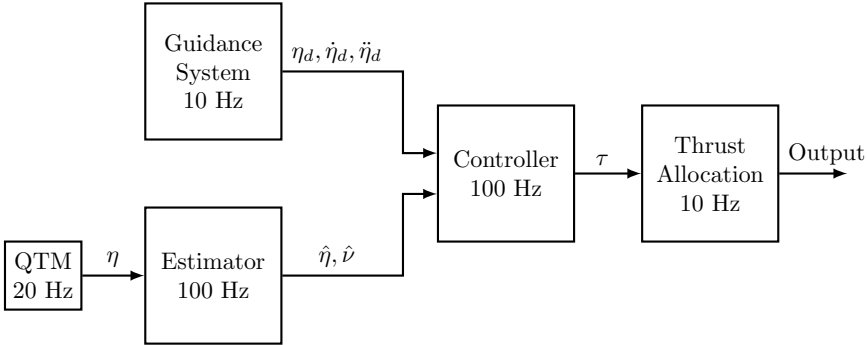 Guidance
System
10 Hz
η_d, η̇_d, η̈_d
Controller
100 Hz
τ
Thrust
Allocation
10 Hz
Output
QTM
20 Hz
η
Estimator
100 Hz
η̂, ν̂